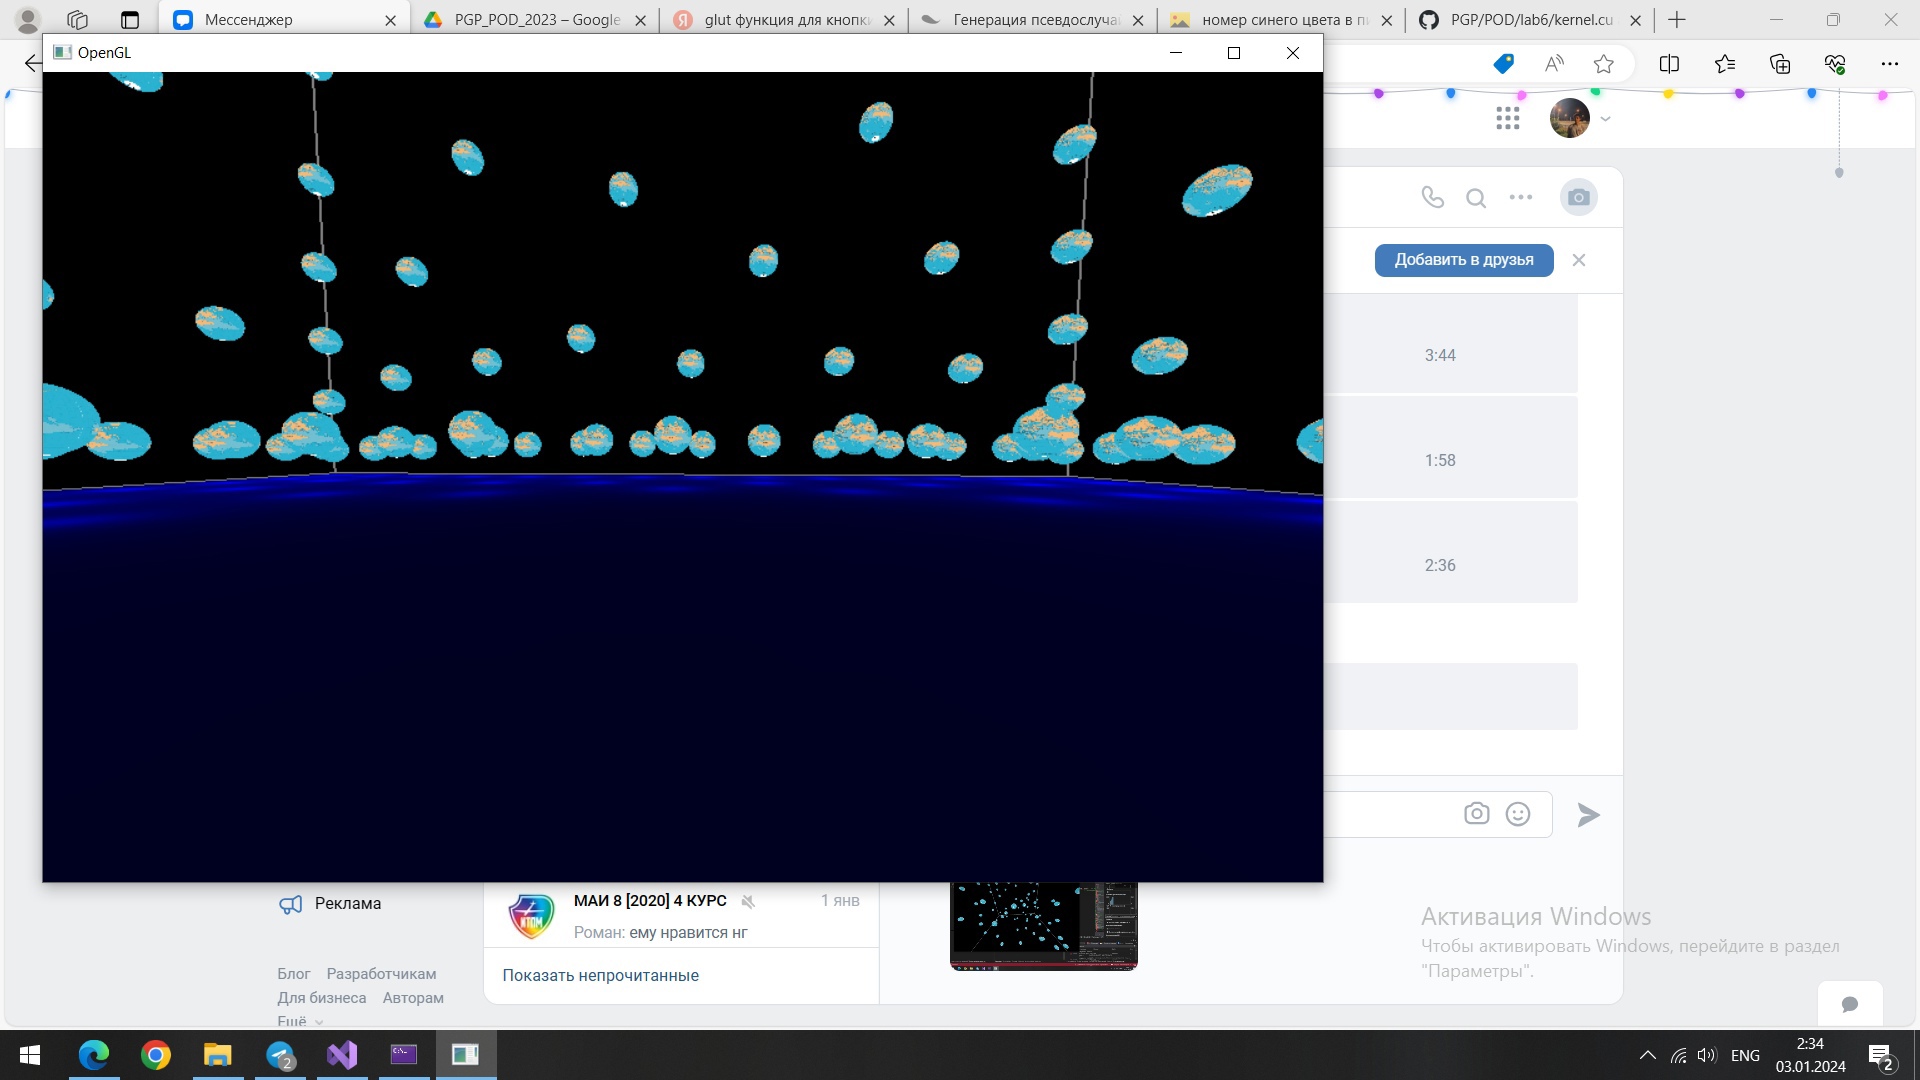 Мессенджер
PGP_POD_2023 – Google
glut функция для кнопки
Генерация псевдослуча
номер синего цвета в п
PGP/POD/lab6/kernel.cu
OpenGL
Добавить в друзья
3:44
1:58
2:36
Реклама
МАИ 8 [2020] 4 КУРС
1 янв
Роман: ему нравится нг
Показать непрочитанные
Блог Разработчикам
Для бизнеса Авторам
Ещё
Активация Windows
Чтобы активировать Windows, перейдите в раздел
"Параметры".
2
ENG
2:34
03.01.2024
2